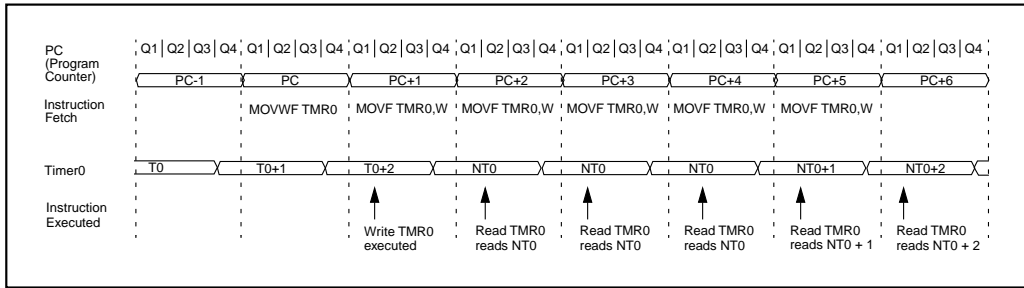 PC
(Program
Counter)
Q1 Q2 Q3 Q4 Q1 Q2 Q3 Q4 Q1 Q2 Q3 Q4 Q1 Q2 Q3 Q4 Q1 Q2 Q3 Q4 Q1 Q2 Q3 Q4 Q1 Q2 Q3 Q4 Q1 Q2 Q3 Q4
PC-1 PC PC+1 PC+2 PC+3 PC+4 PC+5 PC+6
Instruction
Fetch
MOVWF TMR0 MOVF TMR0,W MOVF TMR0,W MOVF TMR0,W MOVF TMR0,W MOVF TMR0,W
Timer0
T0 T0+1 T0+2 NT0 NT0 NT0 NT0+1 NT0+2
Instruction
Executed
Write TMR0
executed
Read TMR0
reads NT0
Read TMR0
reads NT0
Read TMR0
reads NT0
Read TMR0
reads NT0 + 1
Read TMR0
reads NT0 + 2